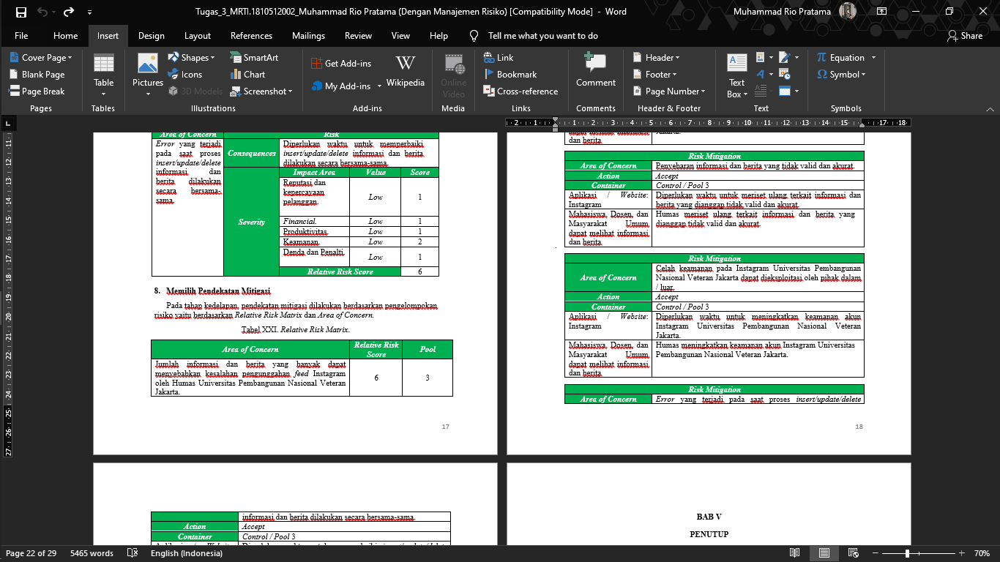 Tugas_3_MRTI.1810512002_Muhammad Rio Pratama (Dengan Manajemen Risiko) [Compatibility Mode] - Word
Muhammad Rio Pratama
File Home Insert Design Layout References Mailings Review View Help Tell me what you want to do
Share
Cover Page
Blank Page
Page Break
Pages
Table
Tables
Pictures
Shapes
Icons
3D Models
SmartArt
Chart
Screenshot
Illustrations
Get Add-ins
My Add-ins
Wikipedia
Add-ins
Online
Video
Media
Link
Bookmark
Cross-reference
Links
Comment
Comments
Header
Footer
Page Number
Header & Footer
Text
Box
Text
Equation
Symbol
Symbols
Area of Concern Risk
Error yang terjadi
pada saat proses
insert/update/delete
informasi dan
berita dilakukan
secara bersama-
sama.
Consequences
Diperlukan waktu untuk memperbaiki
insert/update/delete informasi dan berita
dilakukan secara bersama-sama.
Severity
Impact Area Value Score
Reputasi dan
kepercayaan
pelanggan.
Low 1
Financial. Low 1
Produktivitas. Low 1
Keamanan. Low 2
Denda dan Penalti. Low 1
Relative Risk Score 6
8. Memilih Pendekatan Mitigasi
Pada tahap kedelapan, pendekatan mitigasi dilakukan berdasarkan pengelompokan
risiko yaitu berdasarkan Relative Risk Matrix dan Area of Concern.
Tabel XXI. Relative Risk Matrix.
Area of Concern
Relative Risk
Score
Pool
Jumlah informasi dan berita yang banyak dapat
menyebabkan kesalahan pengunggahan feed Instagram
oleh Humas Universitas Pembangunan Nasional Veteran
Jakarta.
6 3
17
dan berita.
Risk Mitigation
Area of Concern Penyebaran informasi dan berita yang tidak valid dan akurat.
Action Accept
Container Control / Pool 3
Aplikasi / Website:
Instagram
Diperlukan waktu untuk meriset ulang terkait informasi dan
berita yang dianggap tidak valid dan akurat.
Mahasiswa, Dosen, dan
Masyarakat Umum
dapat melihat informasi
dan berita.
Humas meriset ulang terkait informasi dan berita yang
dianggap tidak valid dan akurat.
Risk Mitigation
Area of Concern
Celah keamanan pada Instagram Universitas Pembangunan
Nasional Veteran Jakarta dapat dieksploitasi oleh pihak dalam
/ luar.
Action Accept
Container Control / Pool 3
Aplikasi / Website:
Instagram
Diperlukan waktu untuk meningkatkan keamanan akun
Instagram Universitas Pembangunan Nasional Veteran
Jakarta.
Mahasiswa, Dosen, dan
Masyarakat Umum
dapat melihat informasi
dan berita.
Humas meningkatkan keamanan akun Instagram Universitas
Pembangunan Nasional Veteran Jakarta.
Risk Mitigation
Area of Concern Error yang terjadi pada saat proses insert/update/delete
18
informasi dan berita dilakukan secara bersama-sama.
Action Accept
Container Control / Pool 3
BAB V
PENUTUP
Page 22 of 29 5465 words English (Indonesia)
70%